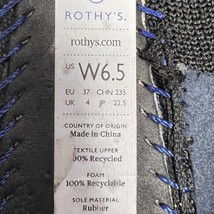 ROTHY'S.
rothys.com
US W6.5
EU 37 CHN 235
UK 4 JP 22.5
COUNTRY OF ORIGIN
Made in China
TEXTILE UPPER
100% Recycled
FOAM
100% Recyclable
SOLE MATERIAL
Rubber